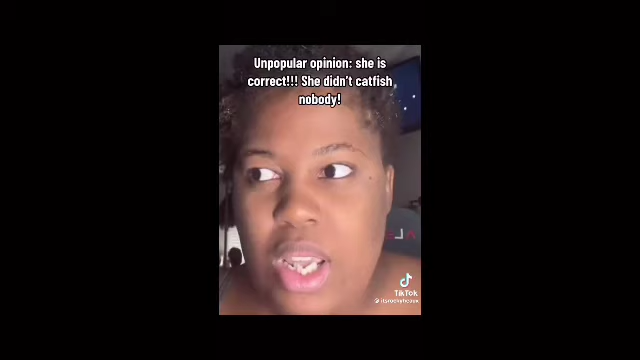 Unpopular opinion: she is
correct!!! She didn't catfish
nobody!
TikTok